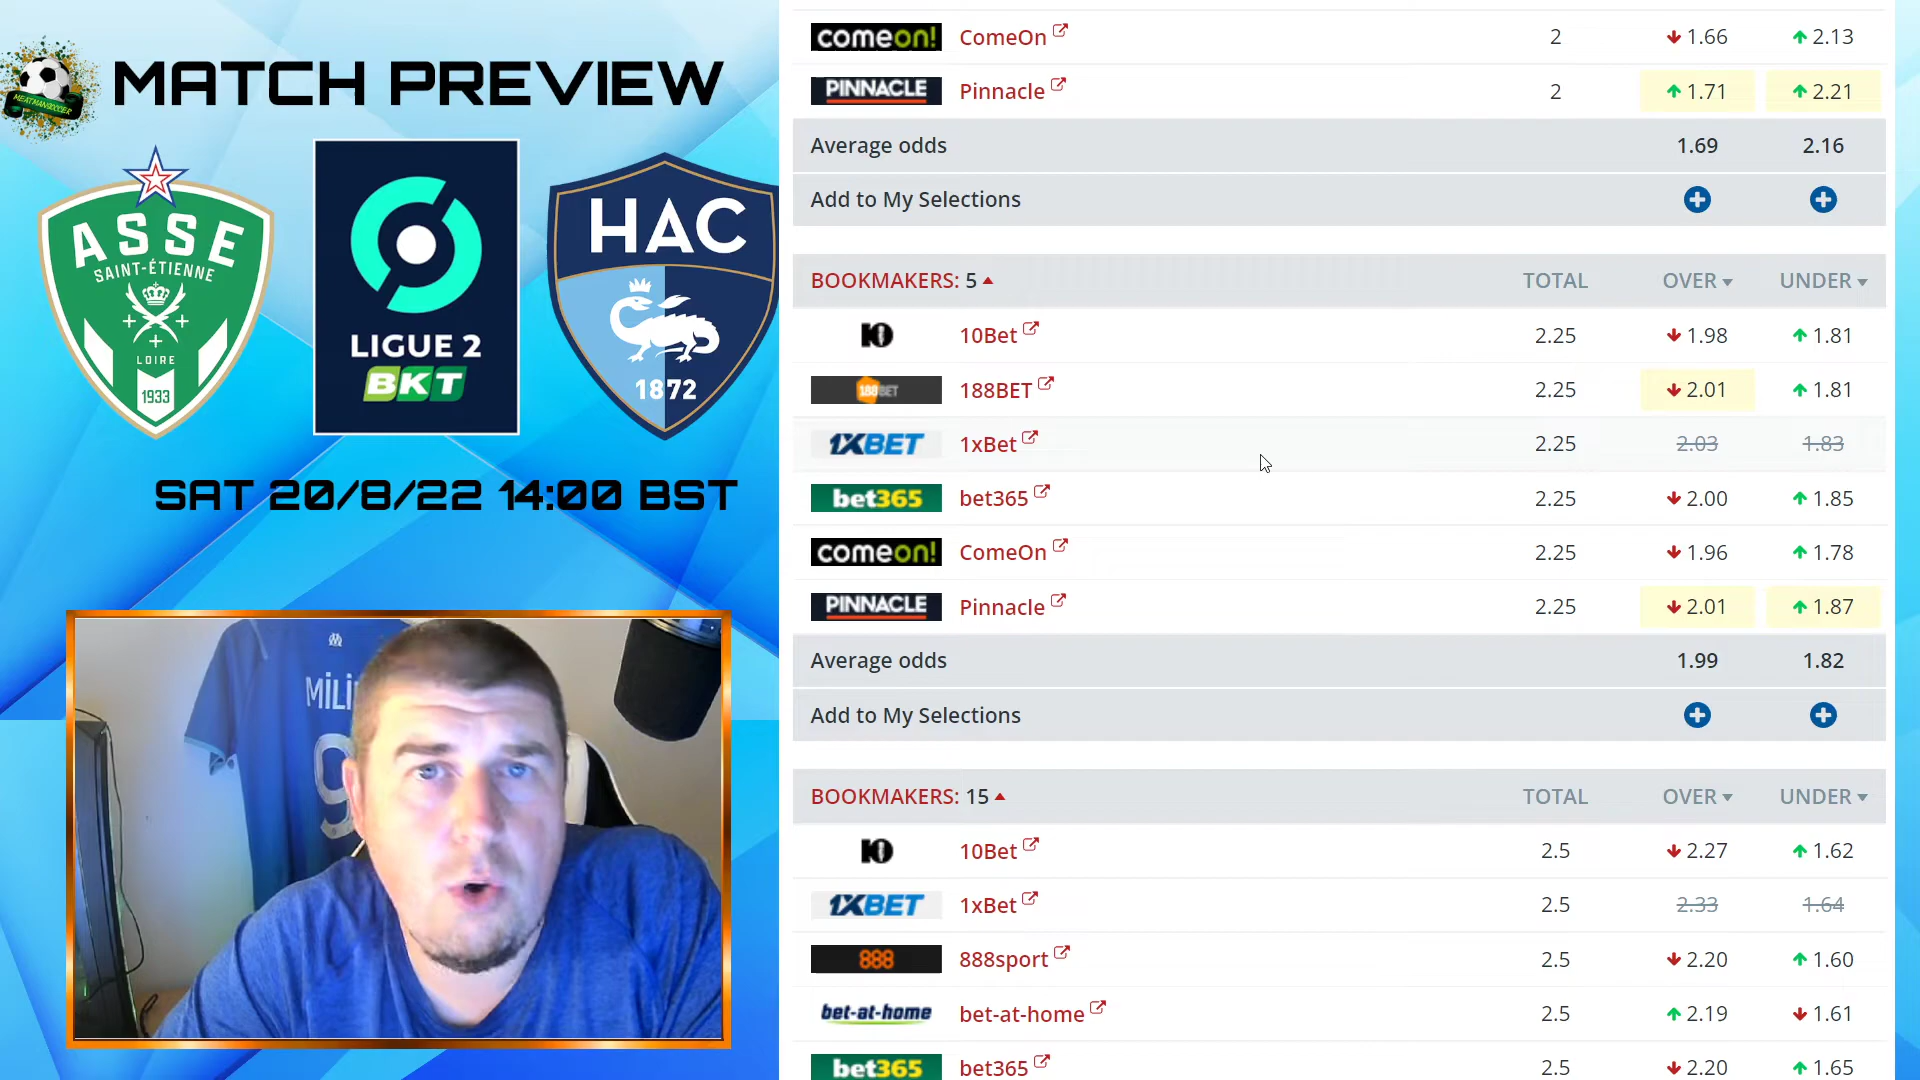 MATCH PREVIEW
MEATMANSOCCER
ASSE
SAINT-ÉTIENNE
LOIRE
1933
LIGUE 2
BKT
HAC
1872
SAT 20/8/22 14:00 BST
9
comeon! ComeOn 2 1.66 2.13
PINNACLE Pinnacle 2 1.71 2.21
Average odds 1.69 2.16
Add to My Selections
BOOKMAKERS: 5 TOTAL OVER UNDER
10 10Bet 2.25 1.98 1.81
188BET 188BET 2.25 2.01 1.81
1XBET 1xBet 2.25 2.03 1.83
bet365 bet365 2.25 2.00 1.85
comeon! ComeOn 2.25 1.96 1.78
PINNACLE Pinnacle 2.25 2.01 1.87
Average odds 1.99 1.82
Add to My Selections
BOOKMAKERS: 15 TOTAL OVER UNDER
10 10Bet 2.5 2.27 1.62
1XBET 1xBet 2.5 2.33 1.64
888 888sport 2.5 2.20 1.60
bet-at-home bet-at-home 2.5 2.19 1.61
bet365 bet365 2.5 2.20 1.65